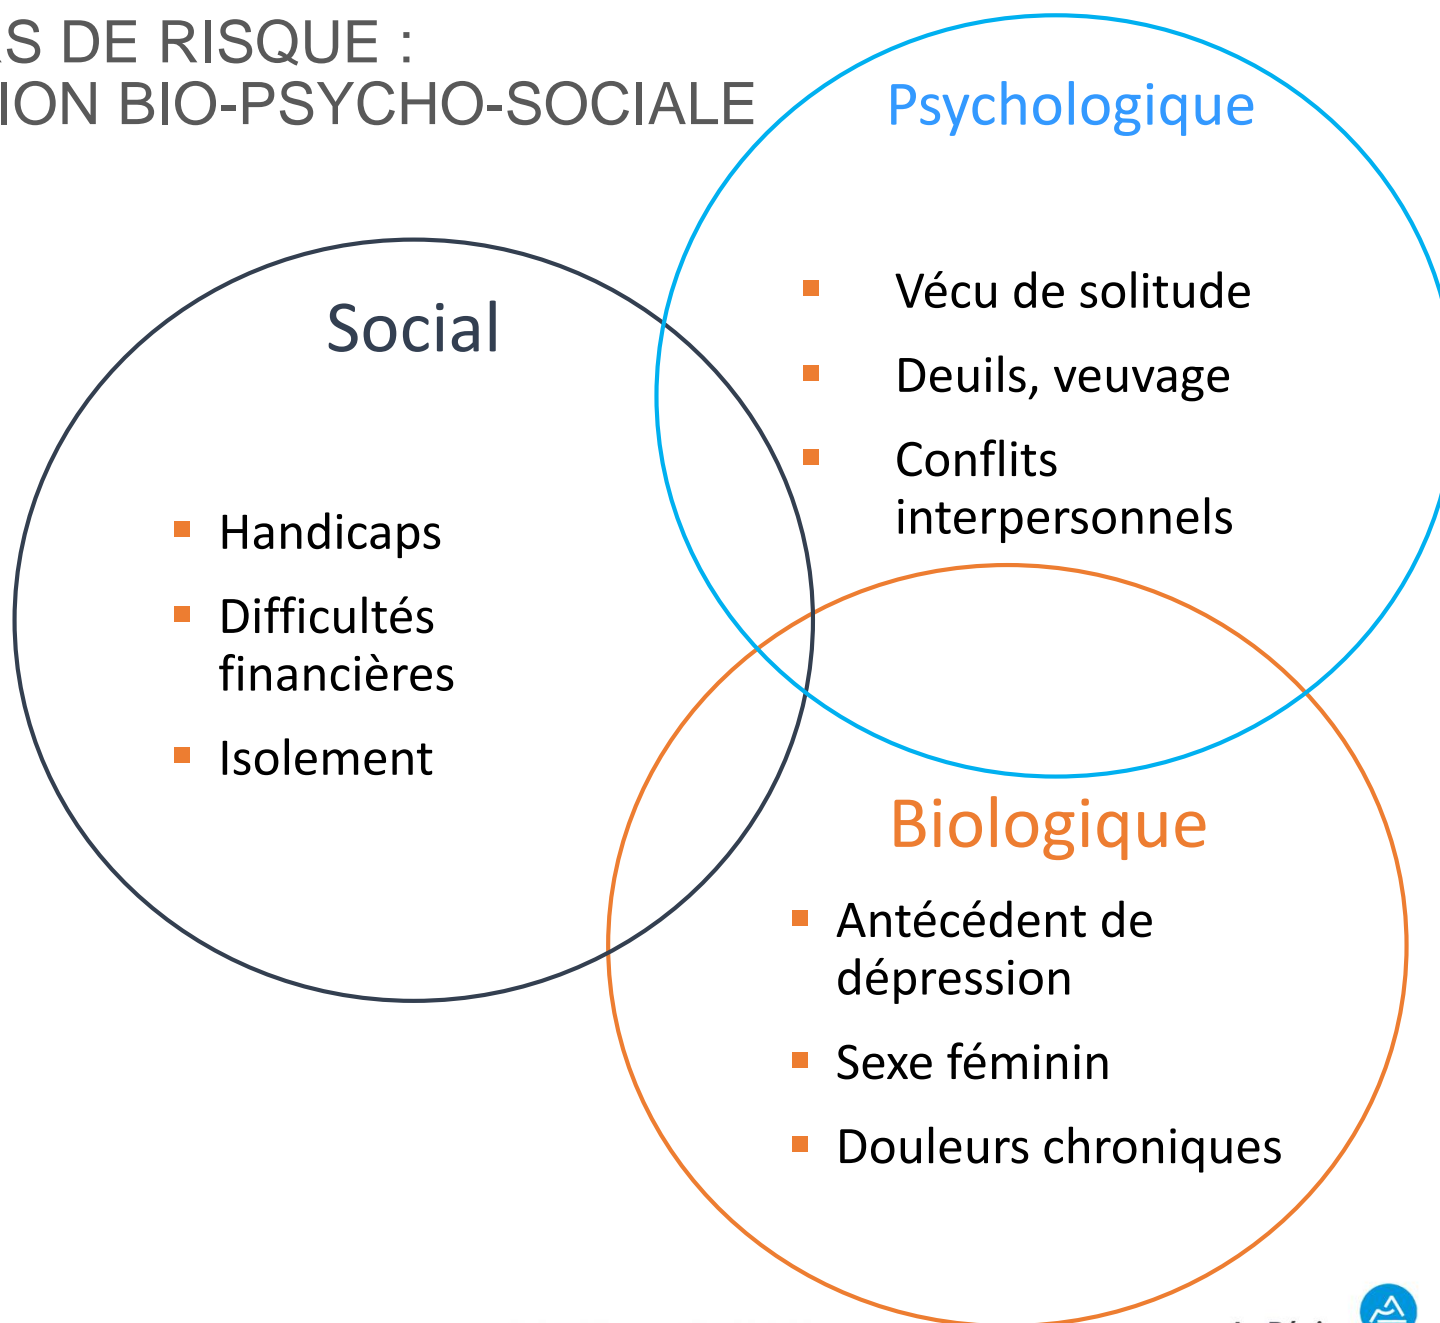 S DE RISQUE :
ION BIO-PSYCHO-SOCIALE
Psychologique
Vécu de solitude
Deuils, veuvage
Conflits
interpersonnels
Social
Handicaps
Difficultés
financières
Isolement
Biologique
Antécédent de
dépression
Sexe féminin
Douleurs chroniques